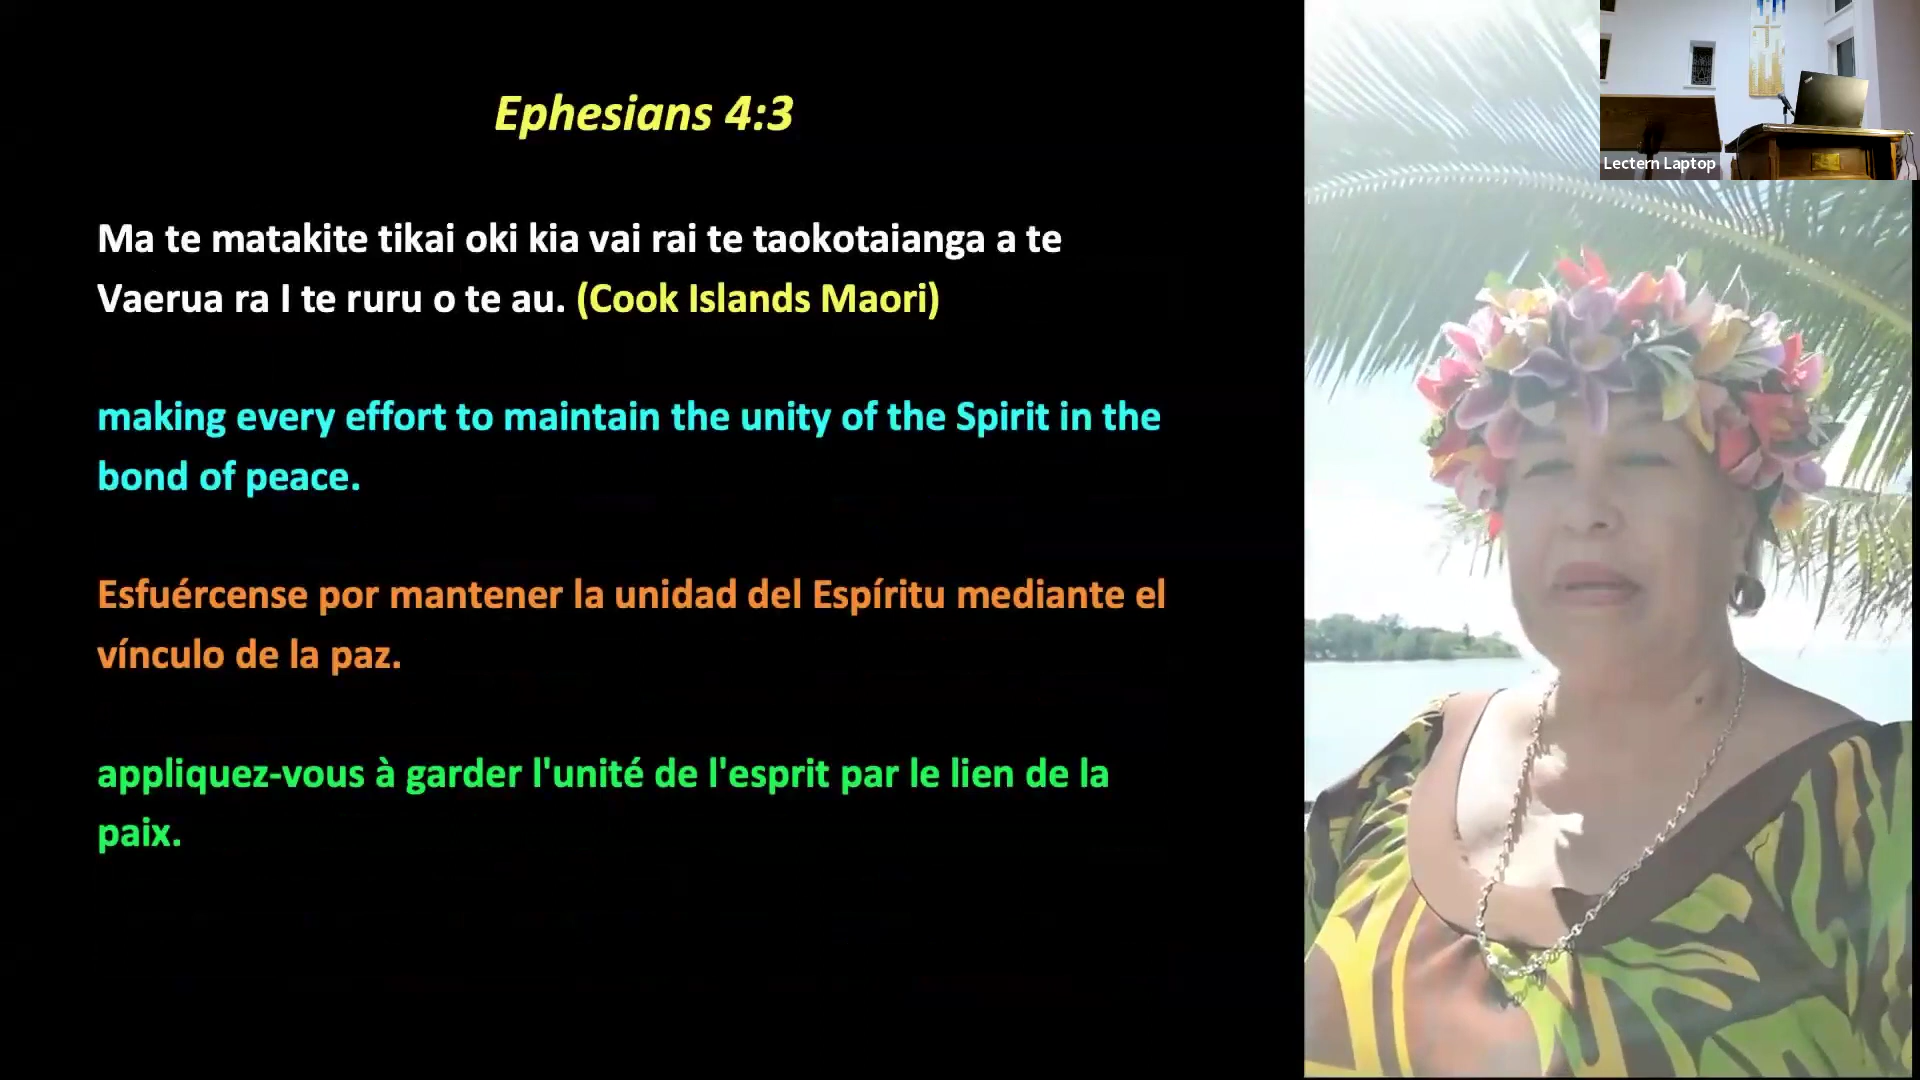 Ephesians 4:3
Ma te matakite tikai oki kia vai rai te taokotaianga a te
Vaerua ra I te ruru o te au. (Cook Islands Maori)
making every effort to maintain the unity of the Spirit in the
bond of peace.
Esfuércense por mantener la unidad del Espíritu mediante el
vínculo de la paz.
appliquez-vous à garder l'unité de l'esprit par le lien de la
paix.
Lectern Laptop